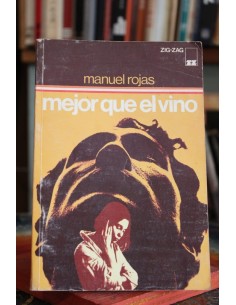 ZIG-ZAG
manuel rojas
mejor que el vino